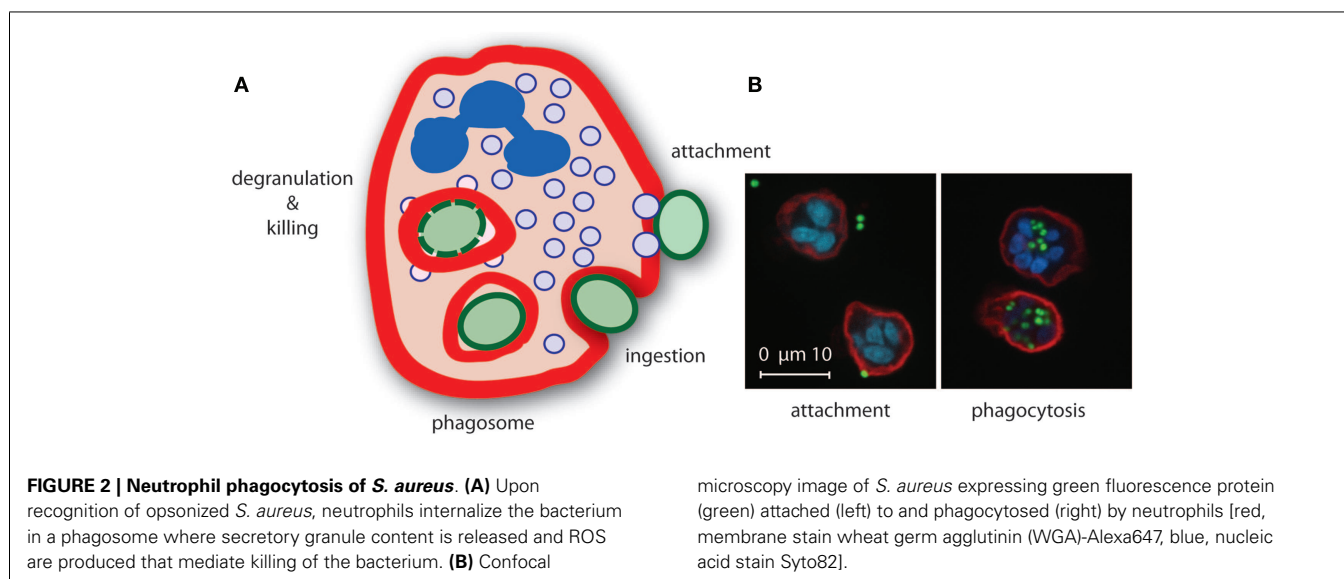 A
B
attachment
degranulation
&
killing
ingestion
phagosome
0 µm 10
attachment
phagocytosis
FIGURE 2 | Neutrophil phagocytosis of S. aureus. (A) Upon
recognition of opsonized S. aureus, neutrophils internalize the bacterium
in a phagosome where secretory granule content is released and ROS
are produced that mediate killing of the bacterium. (B) Confocal
microscopy image of S. aureus expressing green fluorescence protein
(green) attached (left) to and phagocytosed (right) by neutrophils [red,
membrane stain wheat germ agglutinin (WGA)-Alexa647, blue, nucleic
acid stain Syto82].